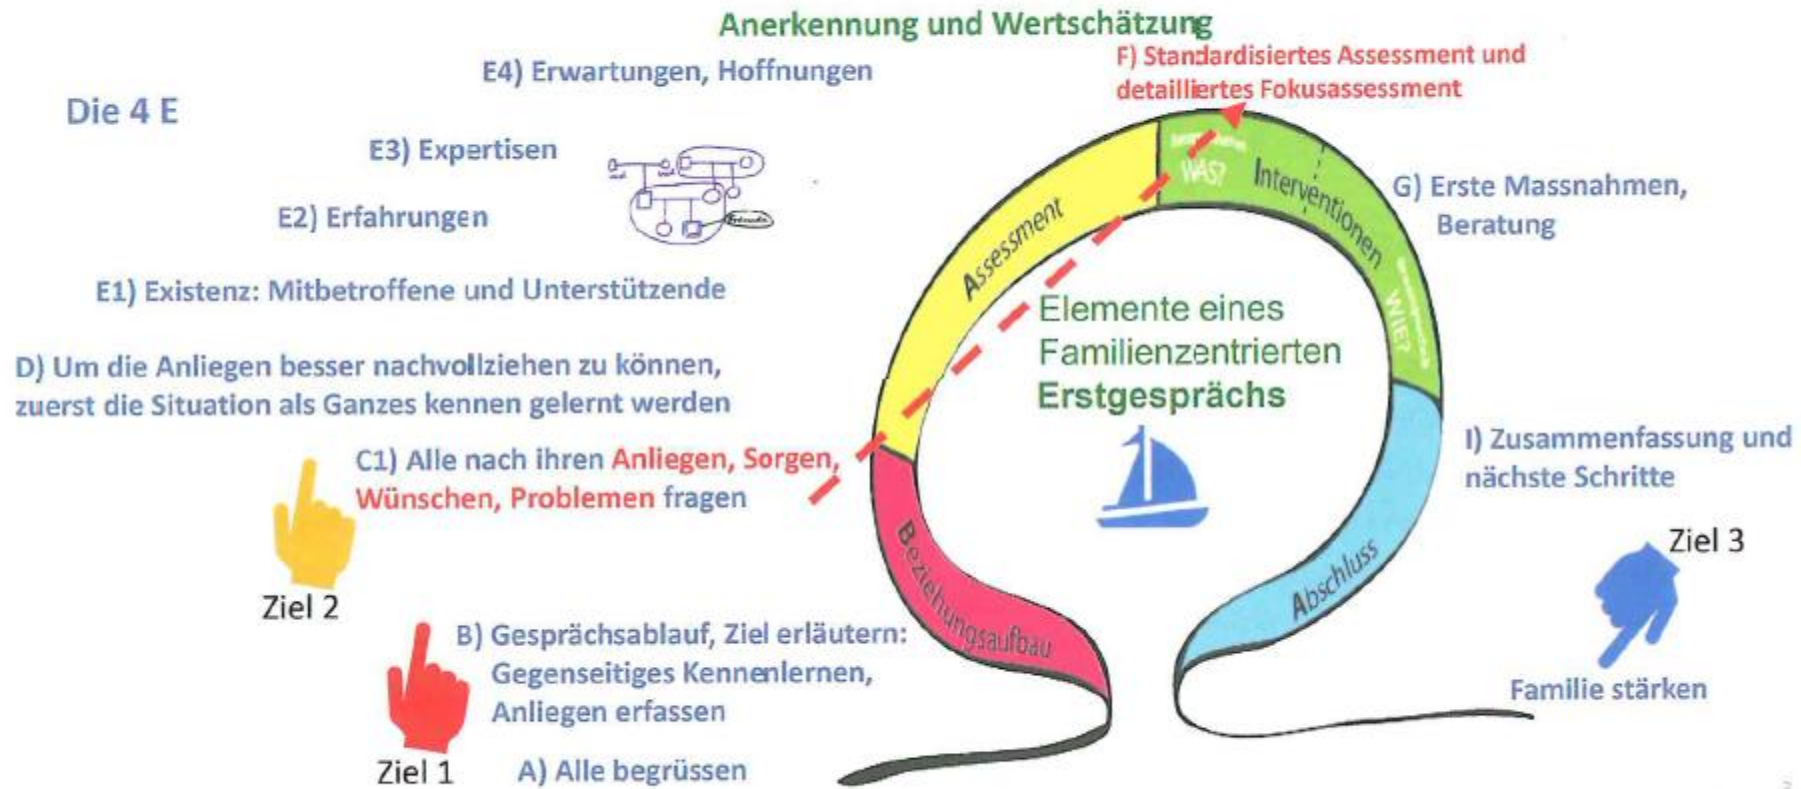 Anerkennung und Wertschätzung
E4) Erwartungen, Hoffnungen
F) Standardisiertes Assessment und
detailliertes Fokusassessment
Die 4 E
E3) Expertisen
WAS?
Interventionen
G) Erste Massnahmen,
Beratung
E2) Erfahrungen
Assessment
E1) Existenz: Mitbetroffene und Unterstützende
WIE?
Elemente eines
Familienzentrierten
Erstgesprächs
D) Um die Anliegen besser nachvollziehen zu können,
zuerst die Situation als Ganzes kennen gelernt werden
C1) Alle nach ihren Anliegen, Sorgen,
Wünschen, Problemen fragen
I) Zusammenfassung und
nächste Schritte
Ziel 3
Ziel 2
Beziehungsaufbau
Abschluss
B) Gesprächsablauf, Ziel erläutern:
Gegenseitiges Kennenlernen,
Anliegen erfassen
Familie stärken
Ziel 1
A) Alle begrüssen